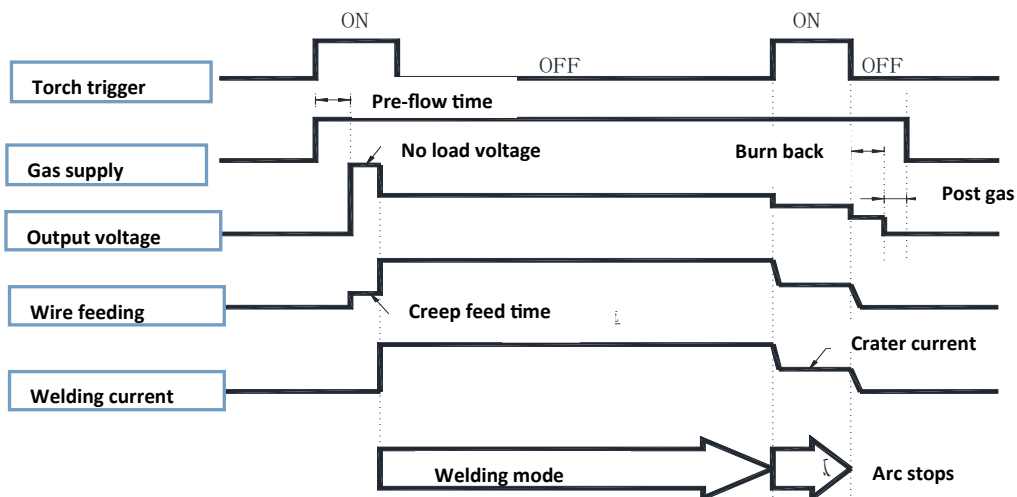 ON
ON
Torch trigger
OFF
OFF
Pre-flow time
Gas supply
No load voltage
Burn back
Post gas
Output voltage
Wire feeding
Creep feed time
Crater current
Welding current
Welding mode
Arc stops